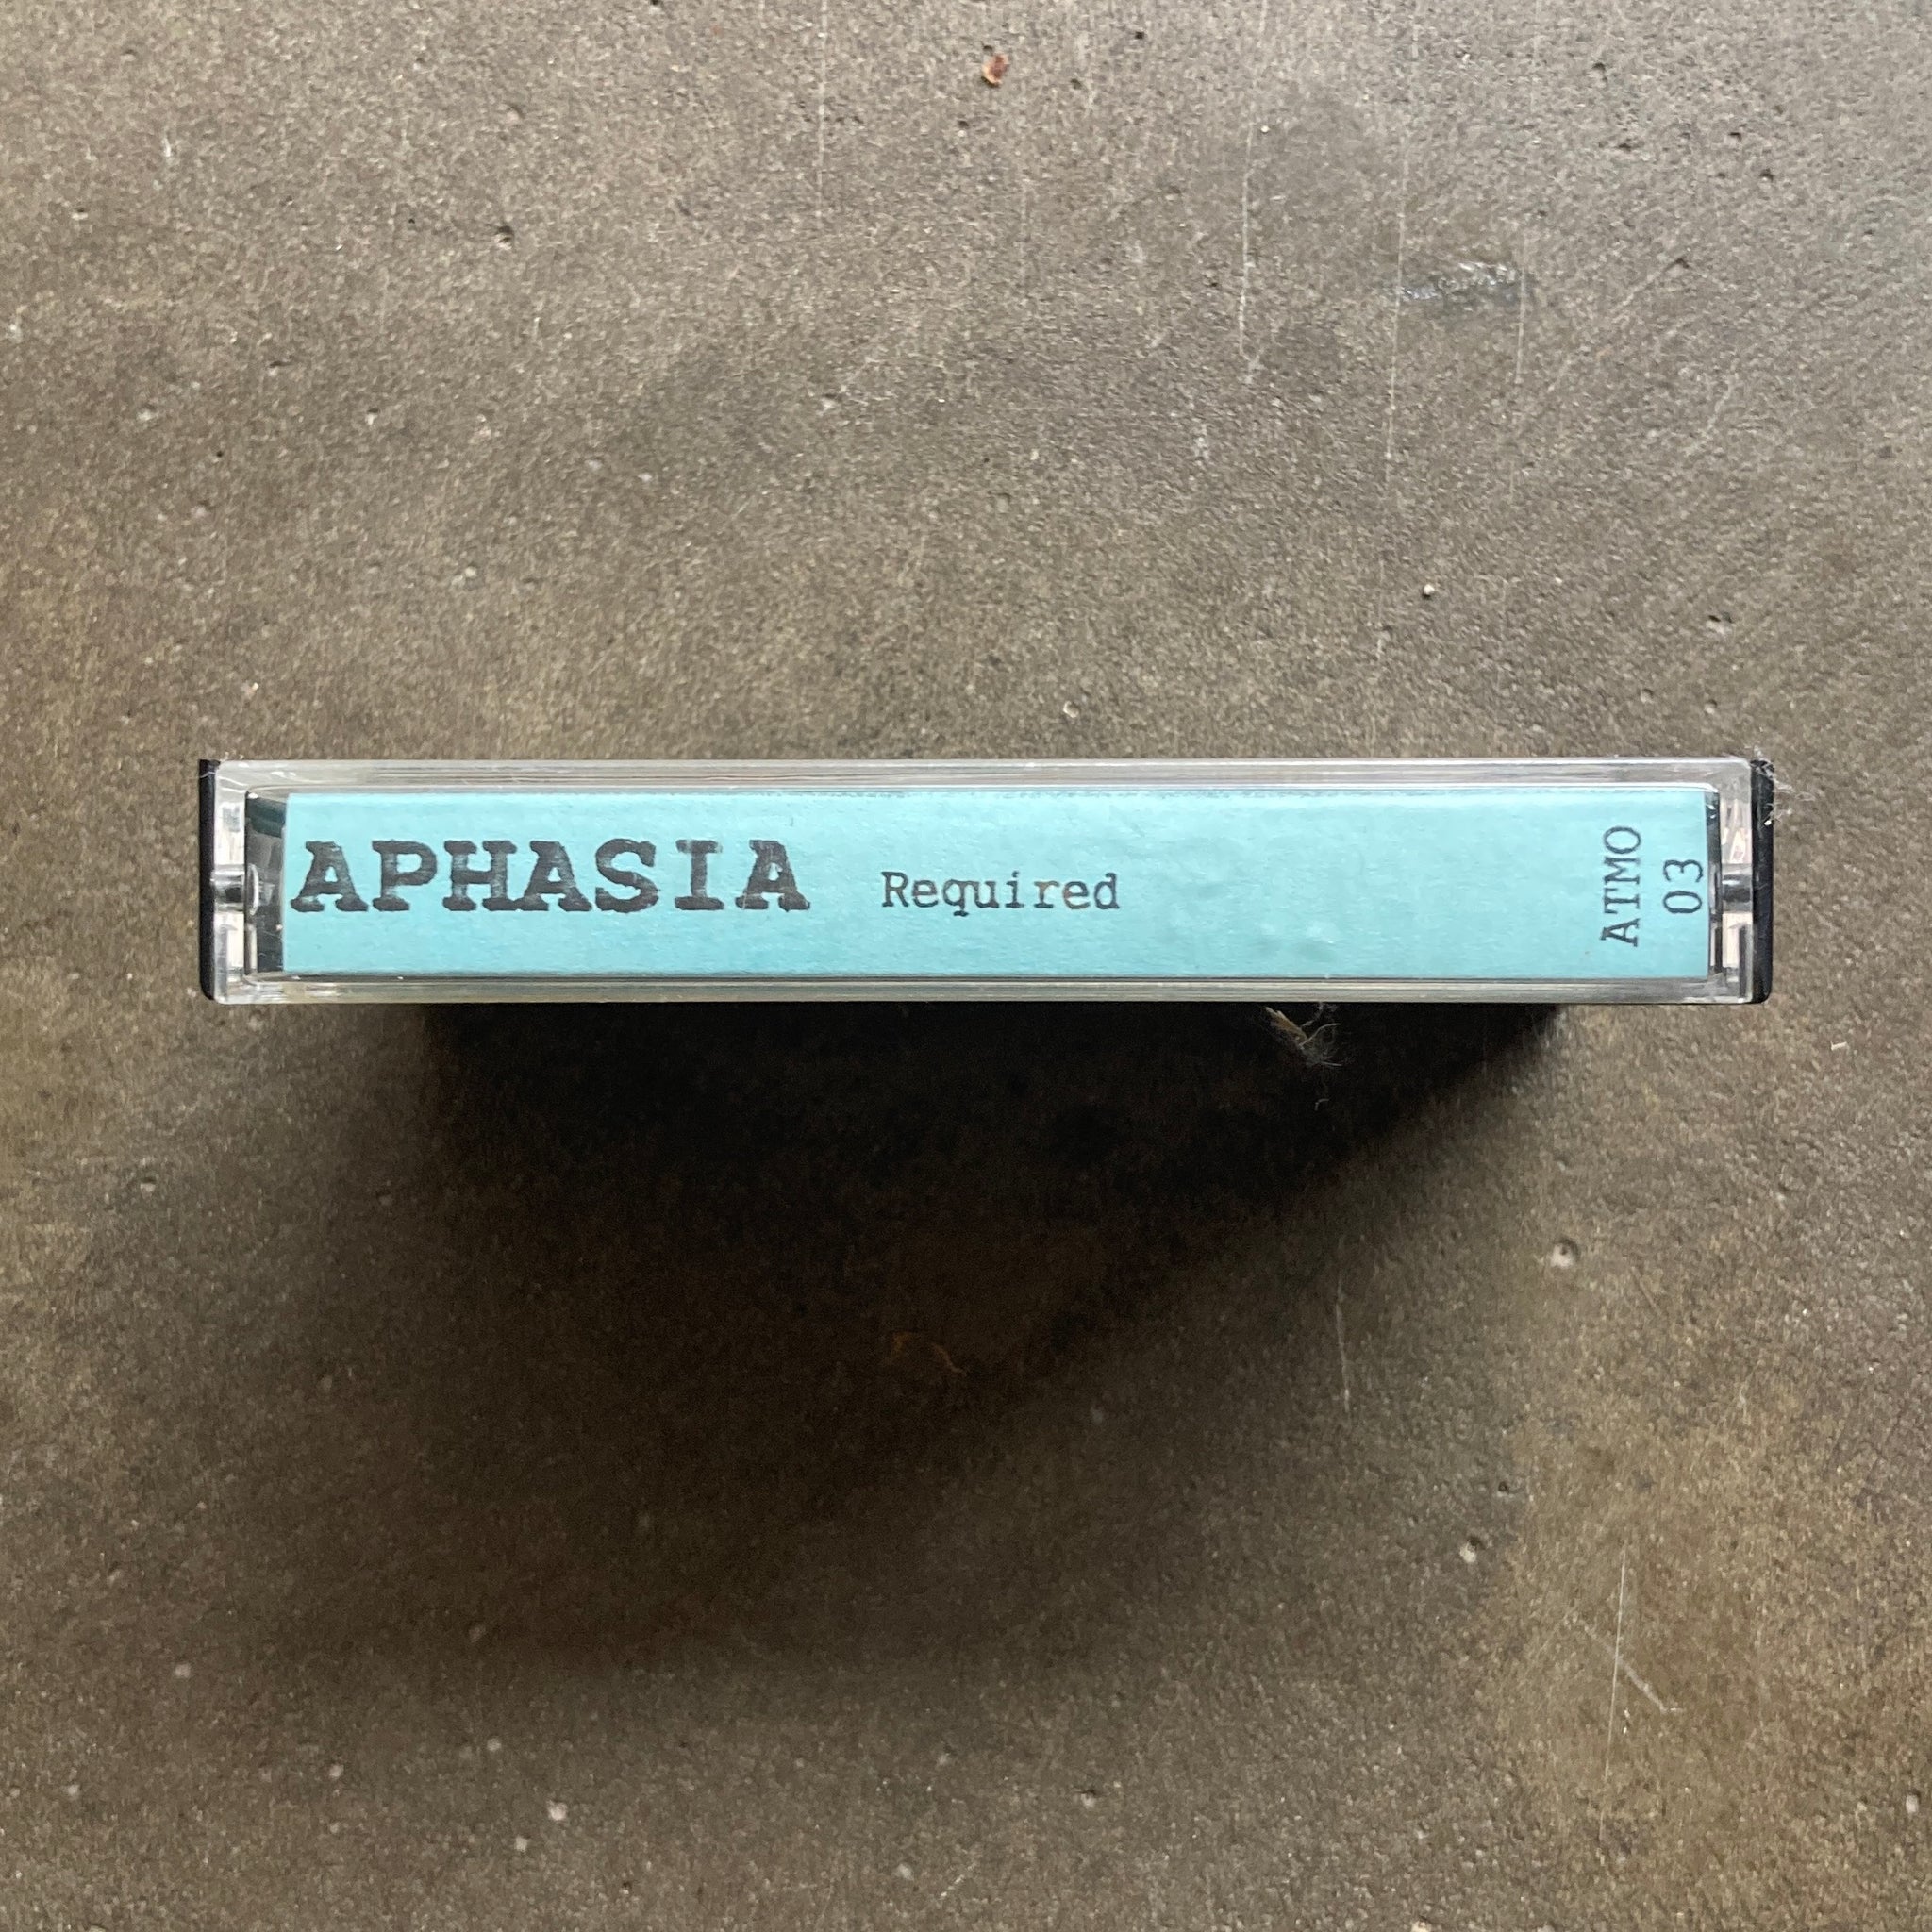 APHASIA Required
ATMO
03